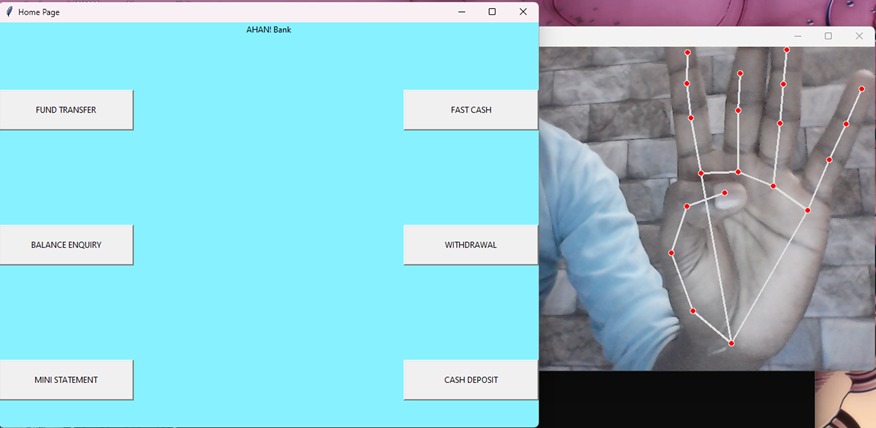 Home Page
AHAN! Bank
FUND TRANSFER
FAST CASH
BALANCE ENQUIRY
WITHDRAWAL
MINI STATEMENT
CASH DEPOSIT